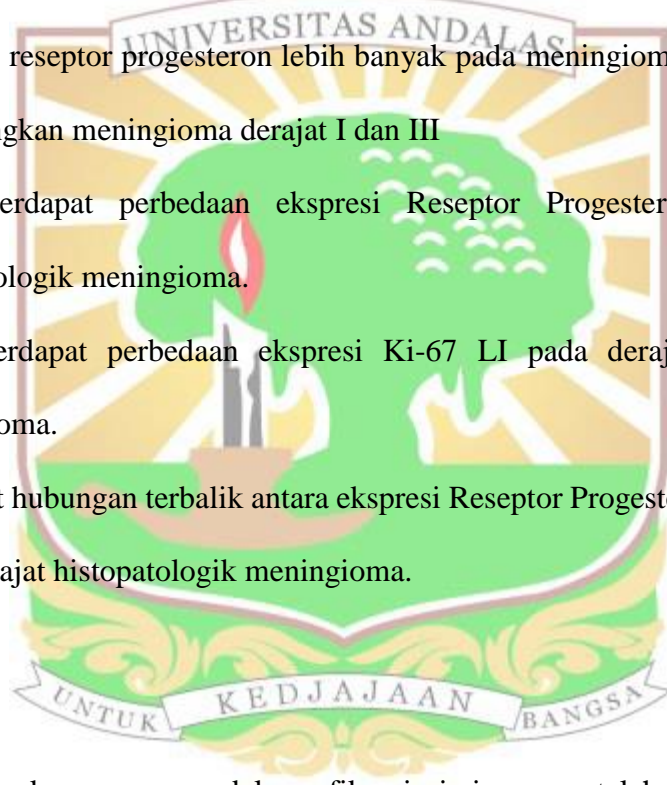 UNIVERSITAS ANDALAS
reseptor progesteron lebih banyak pada meningiom
ngkan meningioma derajat I dan III
erdapat perbedaan ekspresi Reseptor Progester
ologik meningioma.
erdapat perbedaan ekspresi Ki-67 LI pada deraj
oma.
t hubungan terbalik antara ekspresi Reseptor Progest
ajat histopatologik meningioma.
UNTUK KEDJAJAAN BANGSA